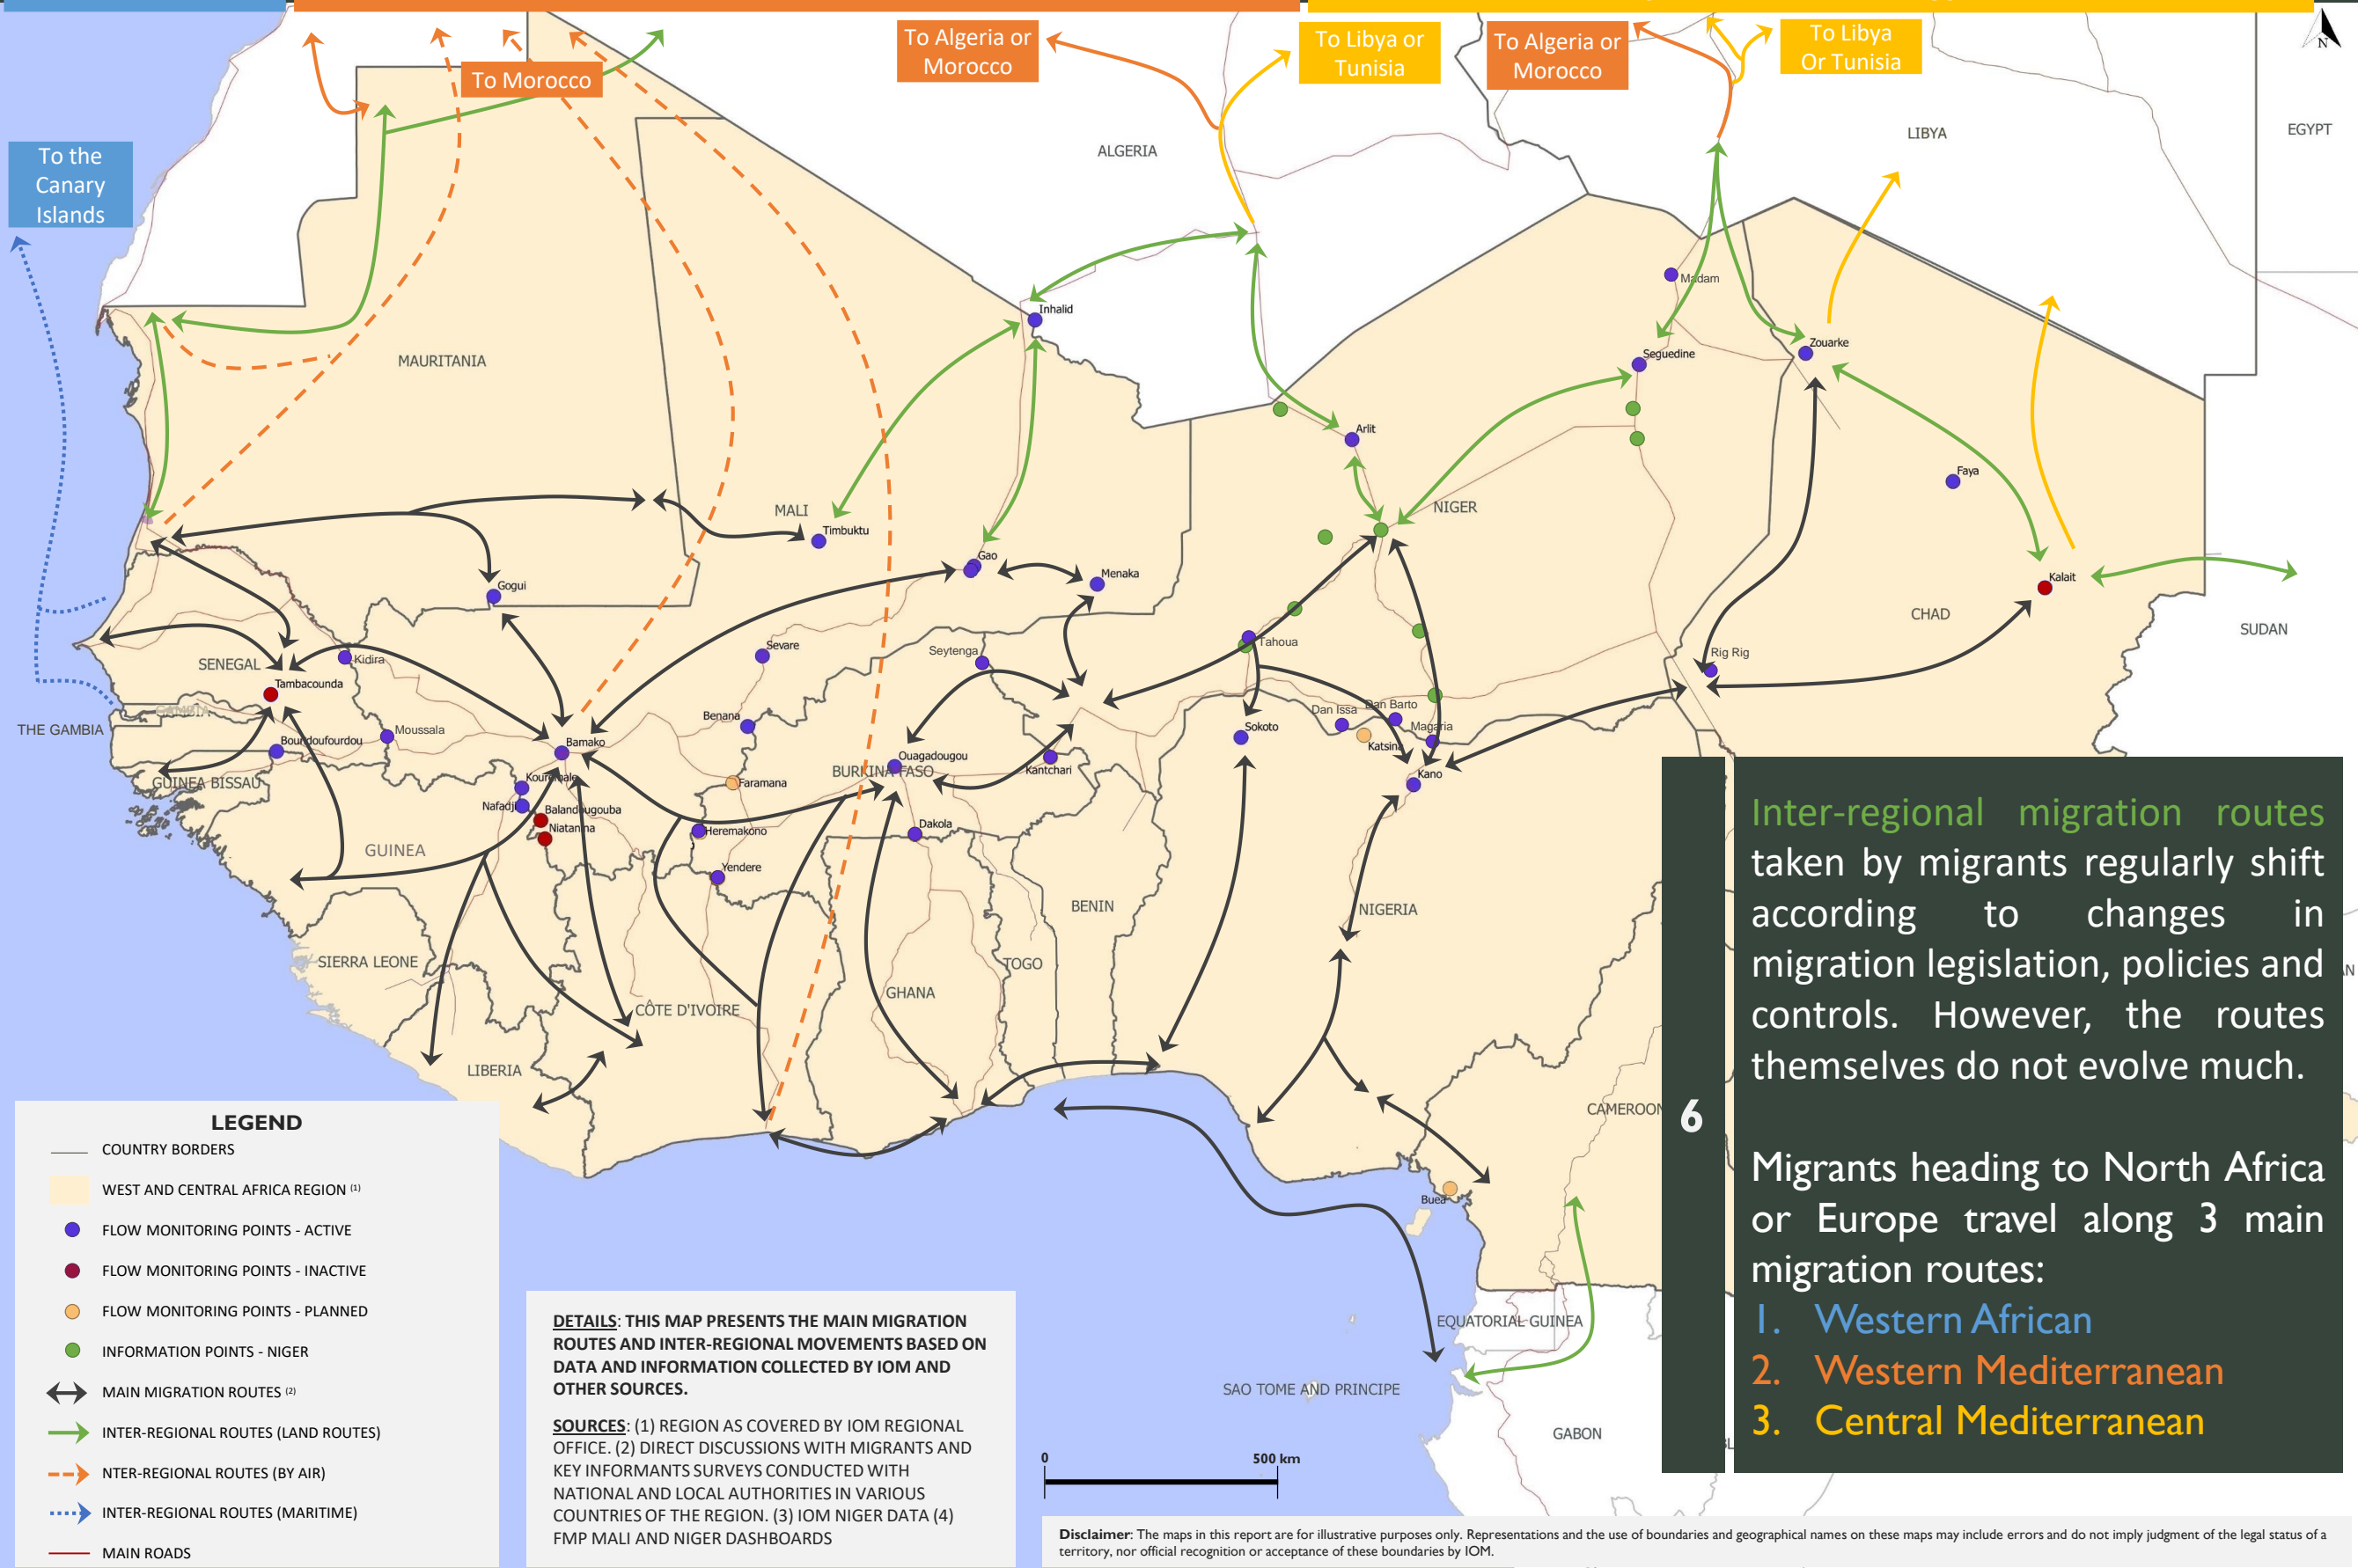 To Morocco
To Algeria or
Morocco
To Libya or
Tunisia
To Algeria or
Morocco
To Libya
Or Tunisia
N
To the
Canary
Islands
ALGERIA
LIBYA
EGYPT
Madam
Inhalid
Zouarke
Seguedine
MAURITANIA
Arlit
Faya
MALI
Timbuktu
NIGER
Gao
Menaka
Gogui
Kalait
CHAD
SUDAN
Tahoua
Sevare
Seytenga
Kidira
SENEGAL
Rig Rig
Tambacounda
GAMBIA
THE GAMBIA
Moussala
Benana
Dan Issa
Dan Barto
Magaria
Sokoto
Katsina
Boundoufourdou
Bamako
Ouagadougou
BURKINA FASO
Kantchari
GUINEA BISSAU
Kouremale
Faramana
Kano
Nafadji
Balandougouba
Niatanina
Heremakono
Dakola
GUINEA
Yendere
BENIN
NIGERIA
SIERRA LEONE
TOGO
GHANA
CÔTE D'IVOIRE
LIBERIA
CAMEROON
Buea
EQUATORIAL GUINEA
SAO TOME AND PRINCIPE
GABON
6
Inter-regional migration routes
taken by migrants regularly shift
according to changes in
migration legislation, policies and
controls. However, the routes
themselves do not evolve much.
Migrants heading to North Africa
or Europe travel along 3 main
migration routes:
1. Western African
2. Western Mediterranean
3. Central Mediterranean
LEGEND
COUNTRY BORDERS
WEST AND CENTRAL AFRICA REGION (1)
FLOW MONITORING POINTS - ACTIVE
FLOW MONITORING POINTS - INACTIVE
FLOW MONITORING POINTS - PLANNED
INFORMATION POINTS - NIGER
MAIN MIGRATION ROUTES (2)
INTER-REGIONAL ROUTES (LAND ROUTES)
NTER-REGIONAL ROUTES (BY AIR)
INTER-REGIONAL ROUTES (MARITIME)
MAIN ROADS
DETAILS: THIS MAP PRESENTS THE MAIN MIGRATION
ROUTES AND INTER-REGIONAL MOVEMENTS BASED ON
DATA AND INFORMATION COLLECTED BY IOM AND
OTHER SOURCES.
SOURCES: (1) REGION AS COVERED BY IOM REGIONAL
OFFICE. (2) DIRECT DISCUSSIONS WITH MIGRANTS AND
KEY INFORMANTS SURVEYS CONDUCTED WITH
NATIONAL AND LOCAL AUTHORITIES IN VARIOUS
COUNTRIES OF THE REGION. (3) IOM NIGER DATA (4)
FMP MALI AND NIGER DASHBOARDS
0 500 km
Disclaimer: The maps in this report are for illustrative purposes only. Representations and the use of boundaries and geographical names on these maps may include errors and do not imply judgment of the legal status of a
territory, nor official recognition or acceptance of these boundaries by IOM.